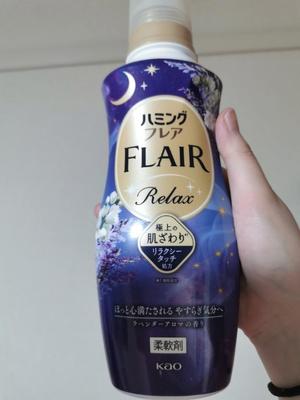 ハミング
フレア
FLAIR
Relax
極上の
肌ざわり
リラクシー
タッチ
処方
ほっと心満たされる やすらぎ気分へ
ラベンダーアロマの香り
柔軟剤
Kao